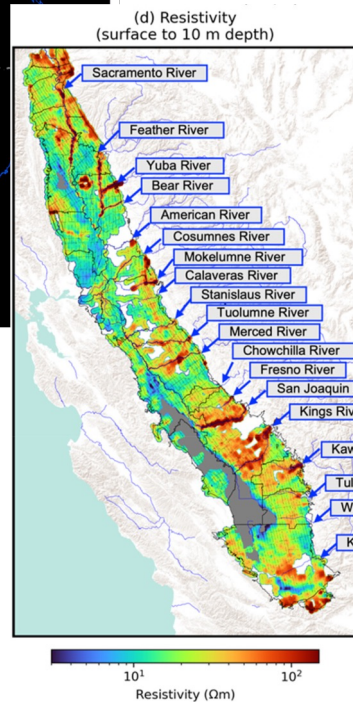 (d) Resistivity
(surface to 10 m depth)
Sacramento River
Feather River
Yuba River
Bear River
American River
Cosumnes River
Mokelumne River
Calaveras River
Stanislaus River
Tuolumne River
Merced River
Chowchilla River
Fresno River
San Joaquin
Kings Riv
Kaw
Tul
W
K
10¹
10²
Resistivity (Ωm)